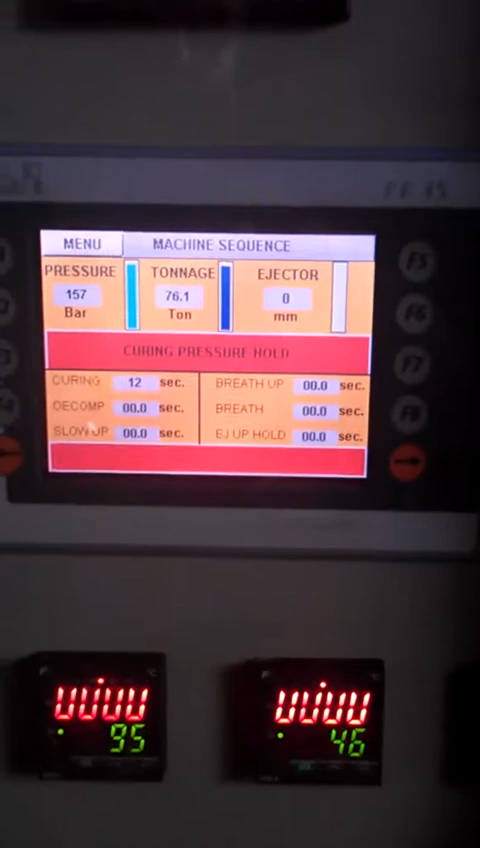 MENU MACHINE SEQUENCE
PRESSURE TONNAGE EJECTOR
157 76.1 0
Bar Ton mm
CURING PRESSURE HOLD
CURING 12 sec. BREATH UP 00.0 sec.
DECOMP 00.0 sec. BREATH 00.0 sec.
SLOW UP 00.0 sec. EJ UP HOLD 00.0 sec.
F5
F6
F7
F8
uuuu uuuu
95 46